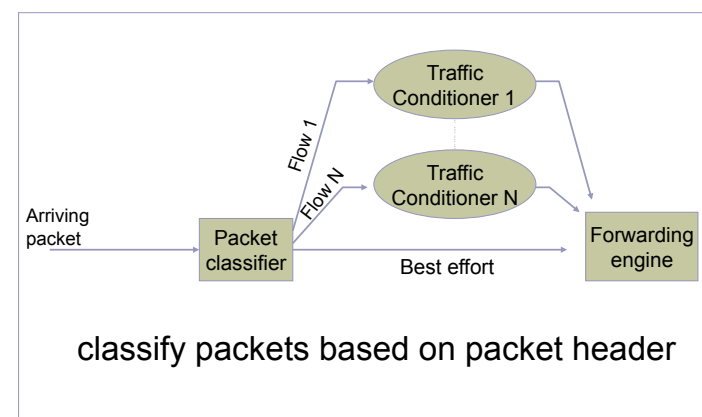 Traffic
Conditioner 1
Flow 1
Traffic
Conditioner N
Flow N
Arriving
packet
Packet
classifier
Best effort
Forwarding
engine
classify packets based on packet header